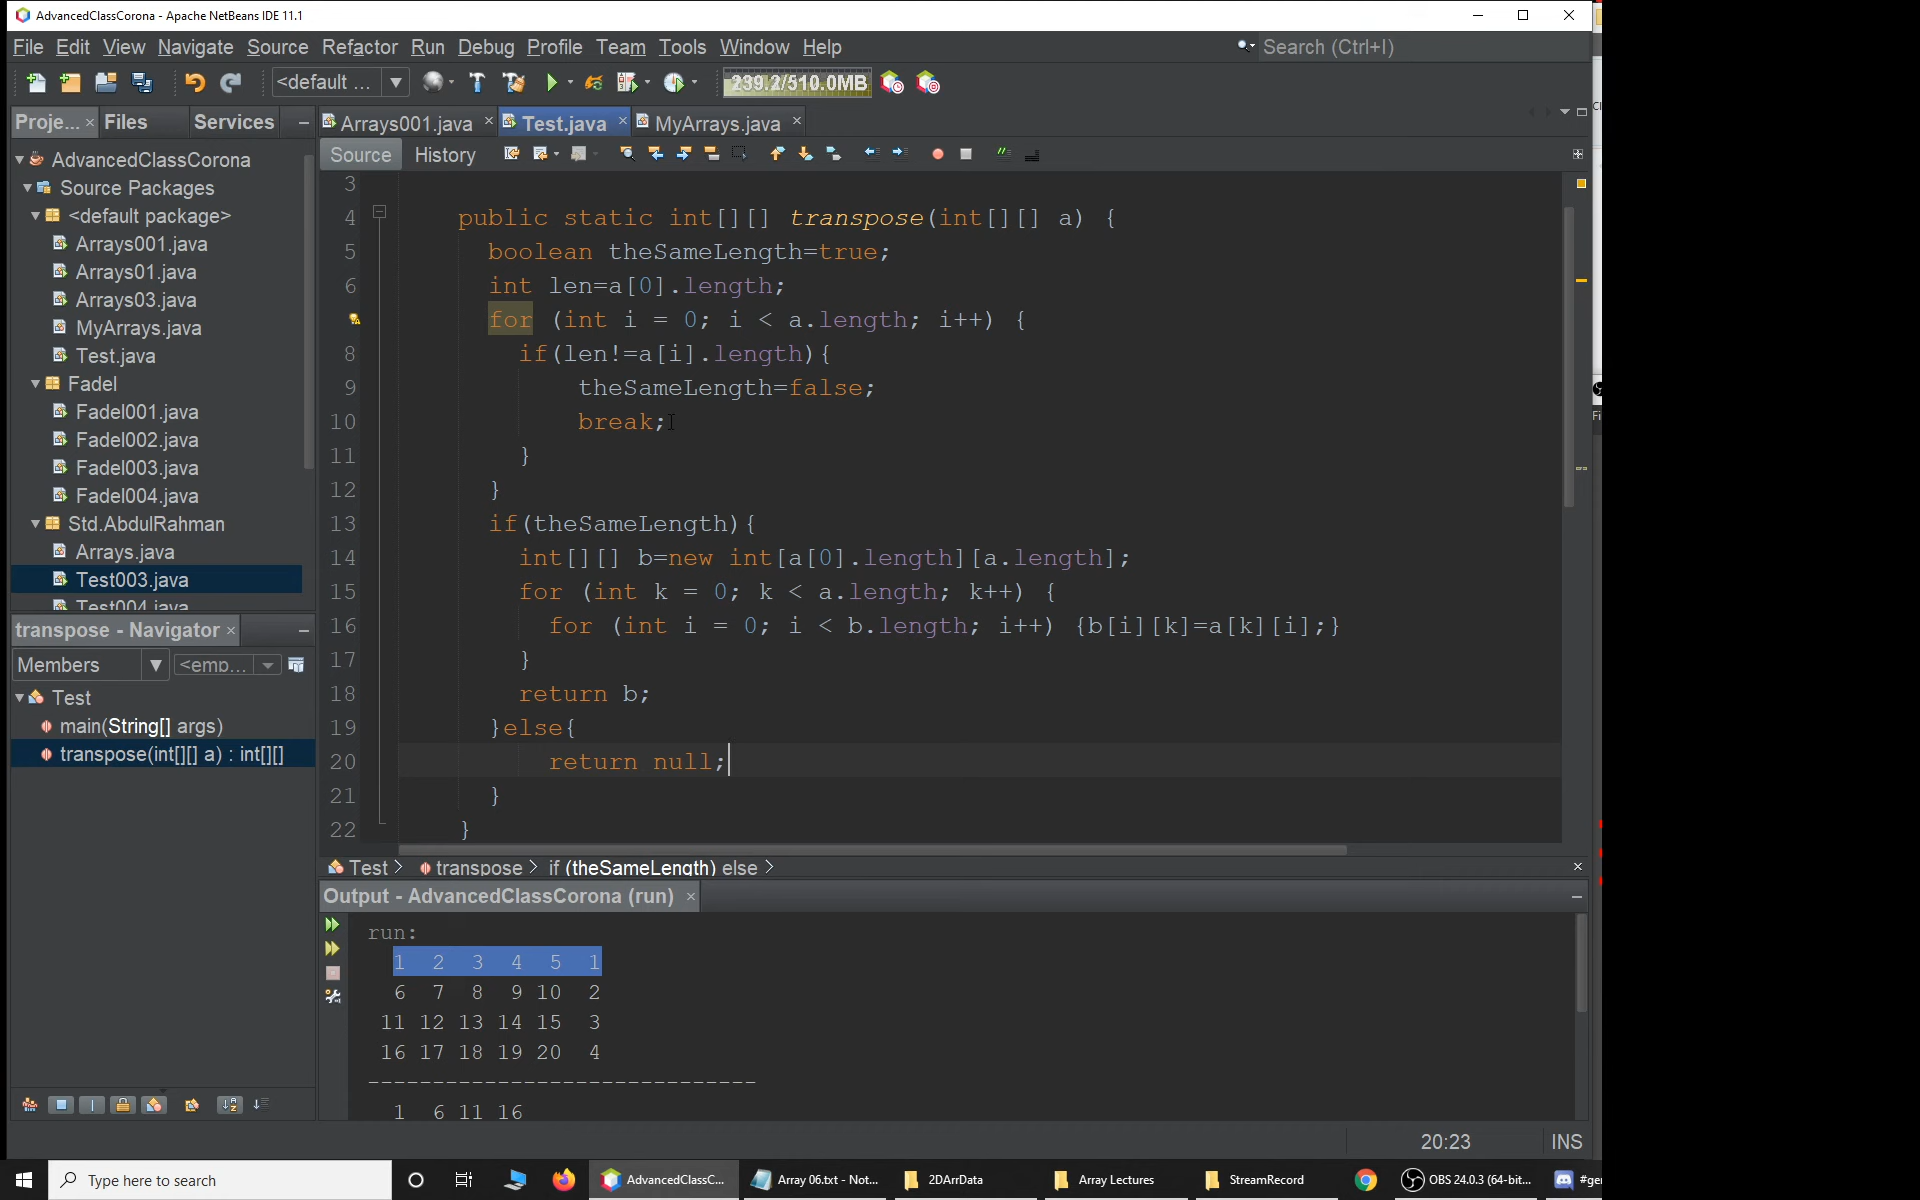 AdvancedClassCorona - Apache NetBeans IDE 11.1
File Edit View Navigate Source Refactor Run Debug Profile Team Tools Window Help
Search (Ctrl+I)
<default ...
239.2/510.0MB
Proje... Files Services
Arrays001.java Test.java MyArrays.java
Source History
AdvancedClassCorona
Source Packages
<default package>
Arrays001.java
Arrays01.java
Arrays03.java
MyArrays.java
Test.java
Fadel
Fadel001.java
Fadel002.java
Fadel003.java
Fadel004.java
Std.AbdulRahman
Arrays.java
Test003.java
Test004.java
transpose - Navigator
Members <emp...
Test
main(String[] args)
transpose(int[][] a) : int[][]
3
4 public static int[][] transpose(int[][] a) {
5 boolean theSameLength=true;
6 int len=a[0].length;
for (int i = 0; i < a.length; i++) {
8 if(len!=a[i].length){
9 theSameLength=false;
10 break;
11 }
12 }
13 if(theSameLength){
14 int[][] b=new int[a[0].length][a.length];
15 for (int k = 0; k < a.length; k++) {
16 for (int i = 0; i < b.length; i++) {b[i][k]=a[k][i];}
17 }
18 return b;
19 }else{
20 return null;
21 }
22 }
Test transpose if (theSameLength) else
Output - AdvancedClassCorona (run)
run:
1 2 3 4 5 1
6 7 8 9 10 2
11 12 13 14 15 3
16 17 18 19 20 4
------------------------------
1 6 11 16
20:23 INS
Type here to search
AdvancedClassC...
Array 06.txt - Not...
2DArrData
Array Lectures
StreamRecord
OBS 24.0.3 (64-bit...